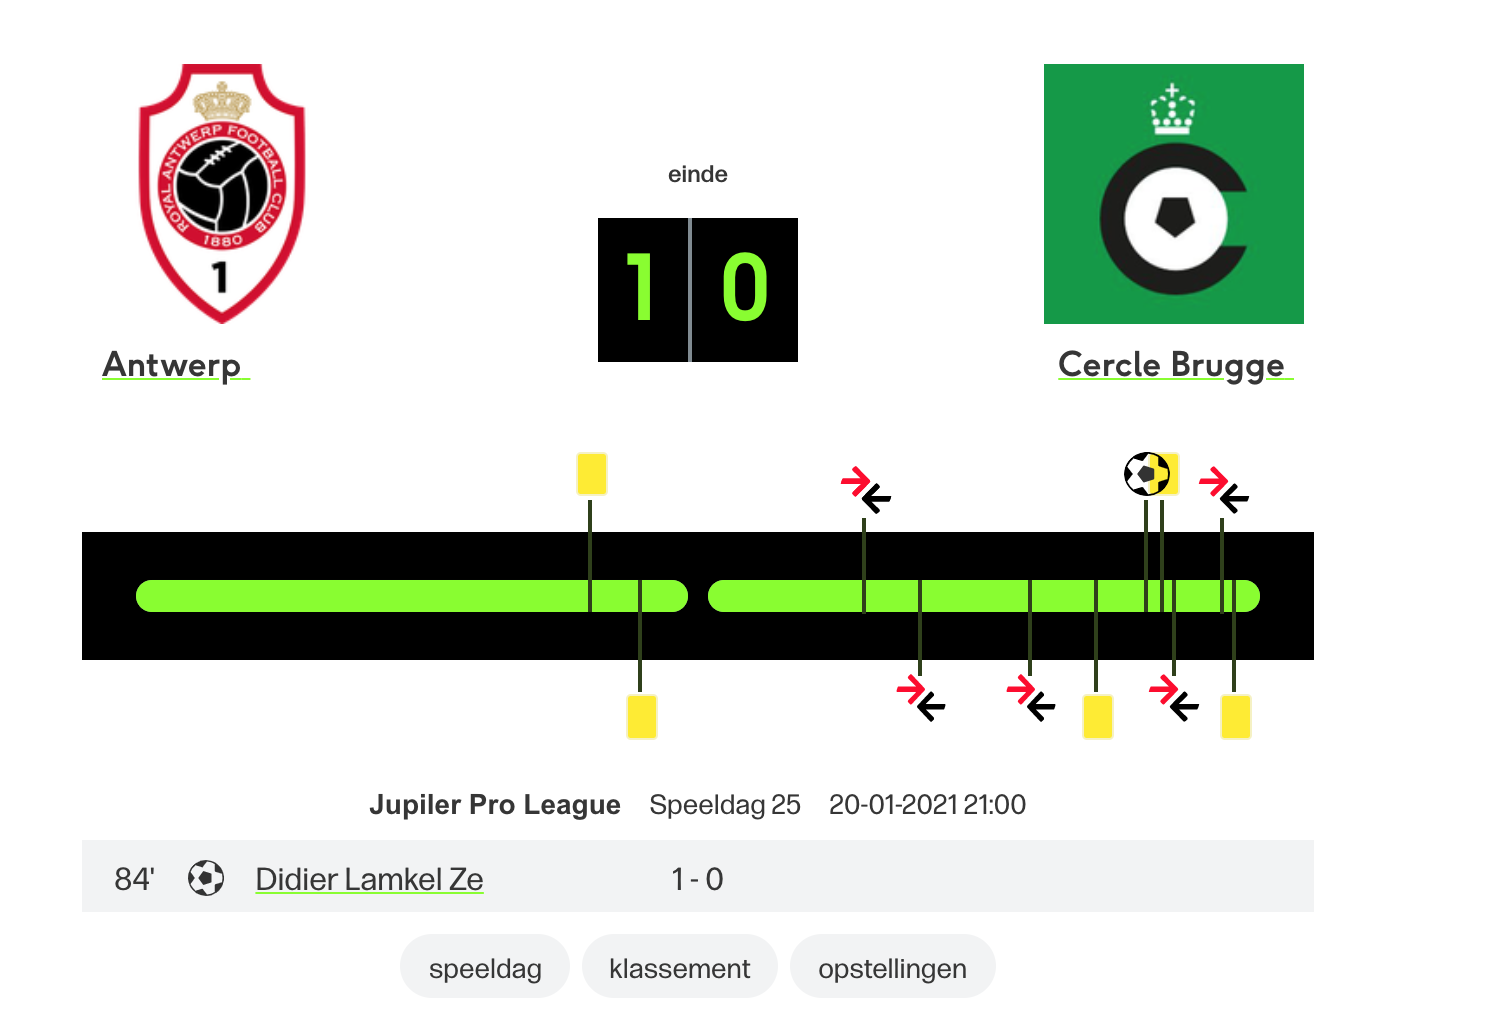 ROYAL ANTWERP FOOTBALL CLUB
1880
1
einde
1 0
Antwerp
Cercle Brugge
Jupiler Pro League Speeldag 25 20-01-2021 21:00
84' Didier Lamkel Ze 1 - 0
speeldag klassement opstellingen